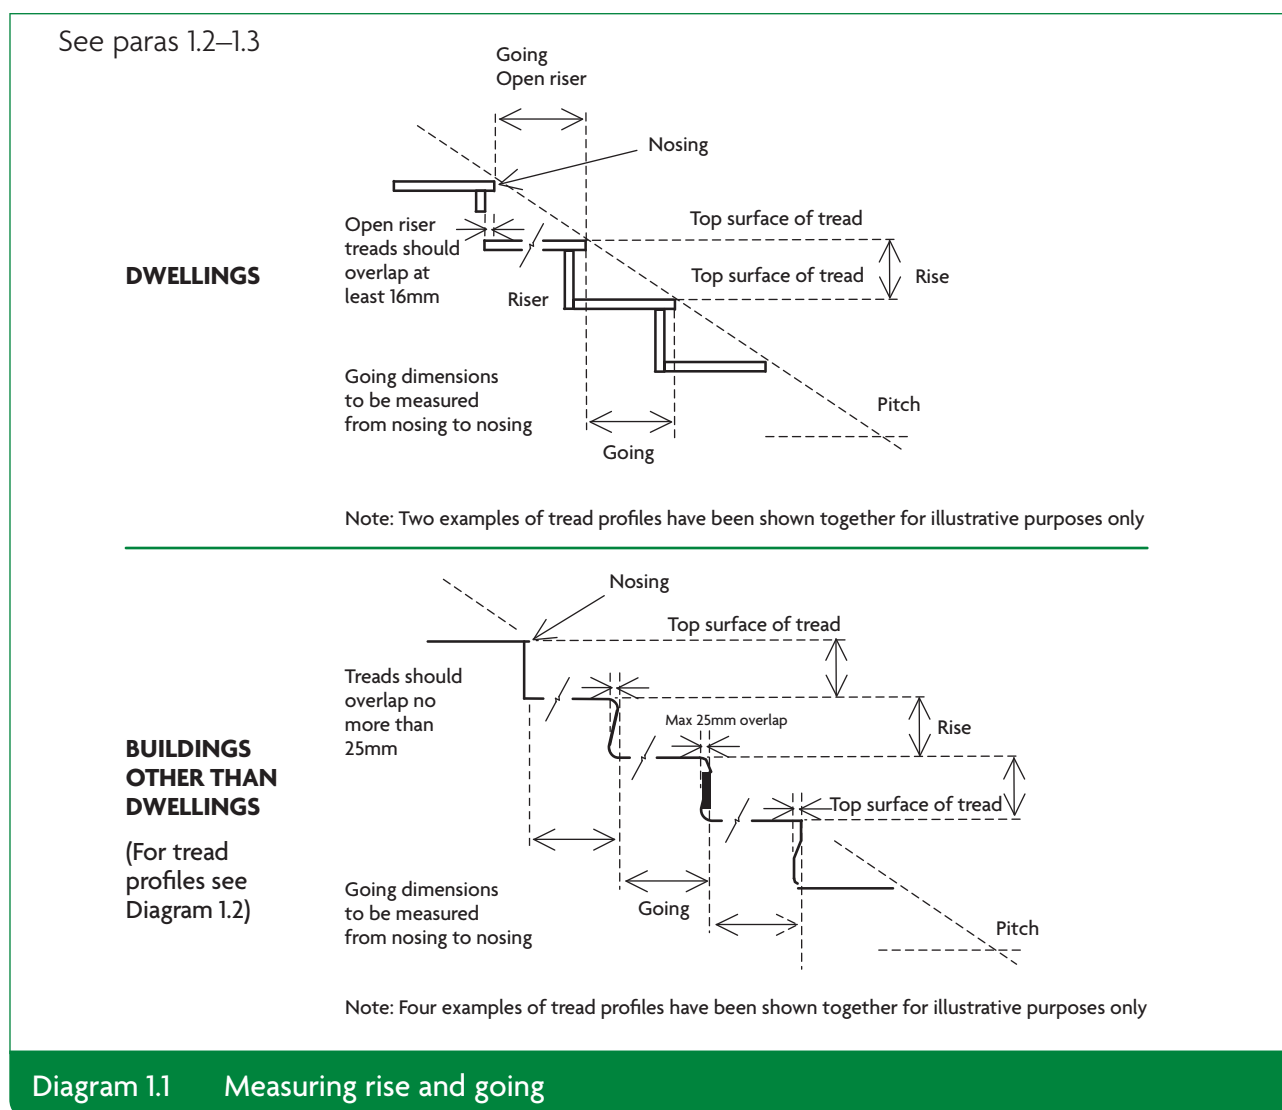 See paras 1.2–1.3
Going
Open riser
Nosing
Open riser
treads should
overlap at
least 16mm
Top surface of tread
DWELLINGS
Top surface of tread
Rise
Riser
Going dimensions
to be measured
from nosing to nosing
Pitch
Going
Note: Two examples of tread profiles have been shown together for illustrative purposes only
Nosing
Top surface of tread
Treads should
overlap no
more than
25mm
Max 25mm overlap
Rise
BUILDINGS
OTHER THAN
DWELLINGS
Top surface of tread
(For tread
profiles see
Diagram 1.2)
Going dimensions
to be measured
from nosing to nosing
Going
Pitch
Note: Four examples of tread profiles have been shown together for illustrative purposes only
Diagram 1.1 Measuring rise and going